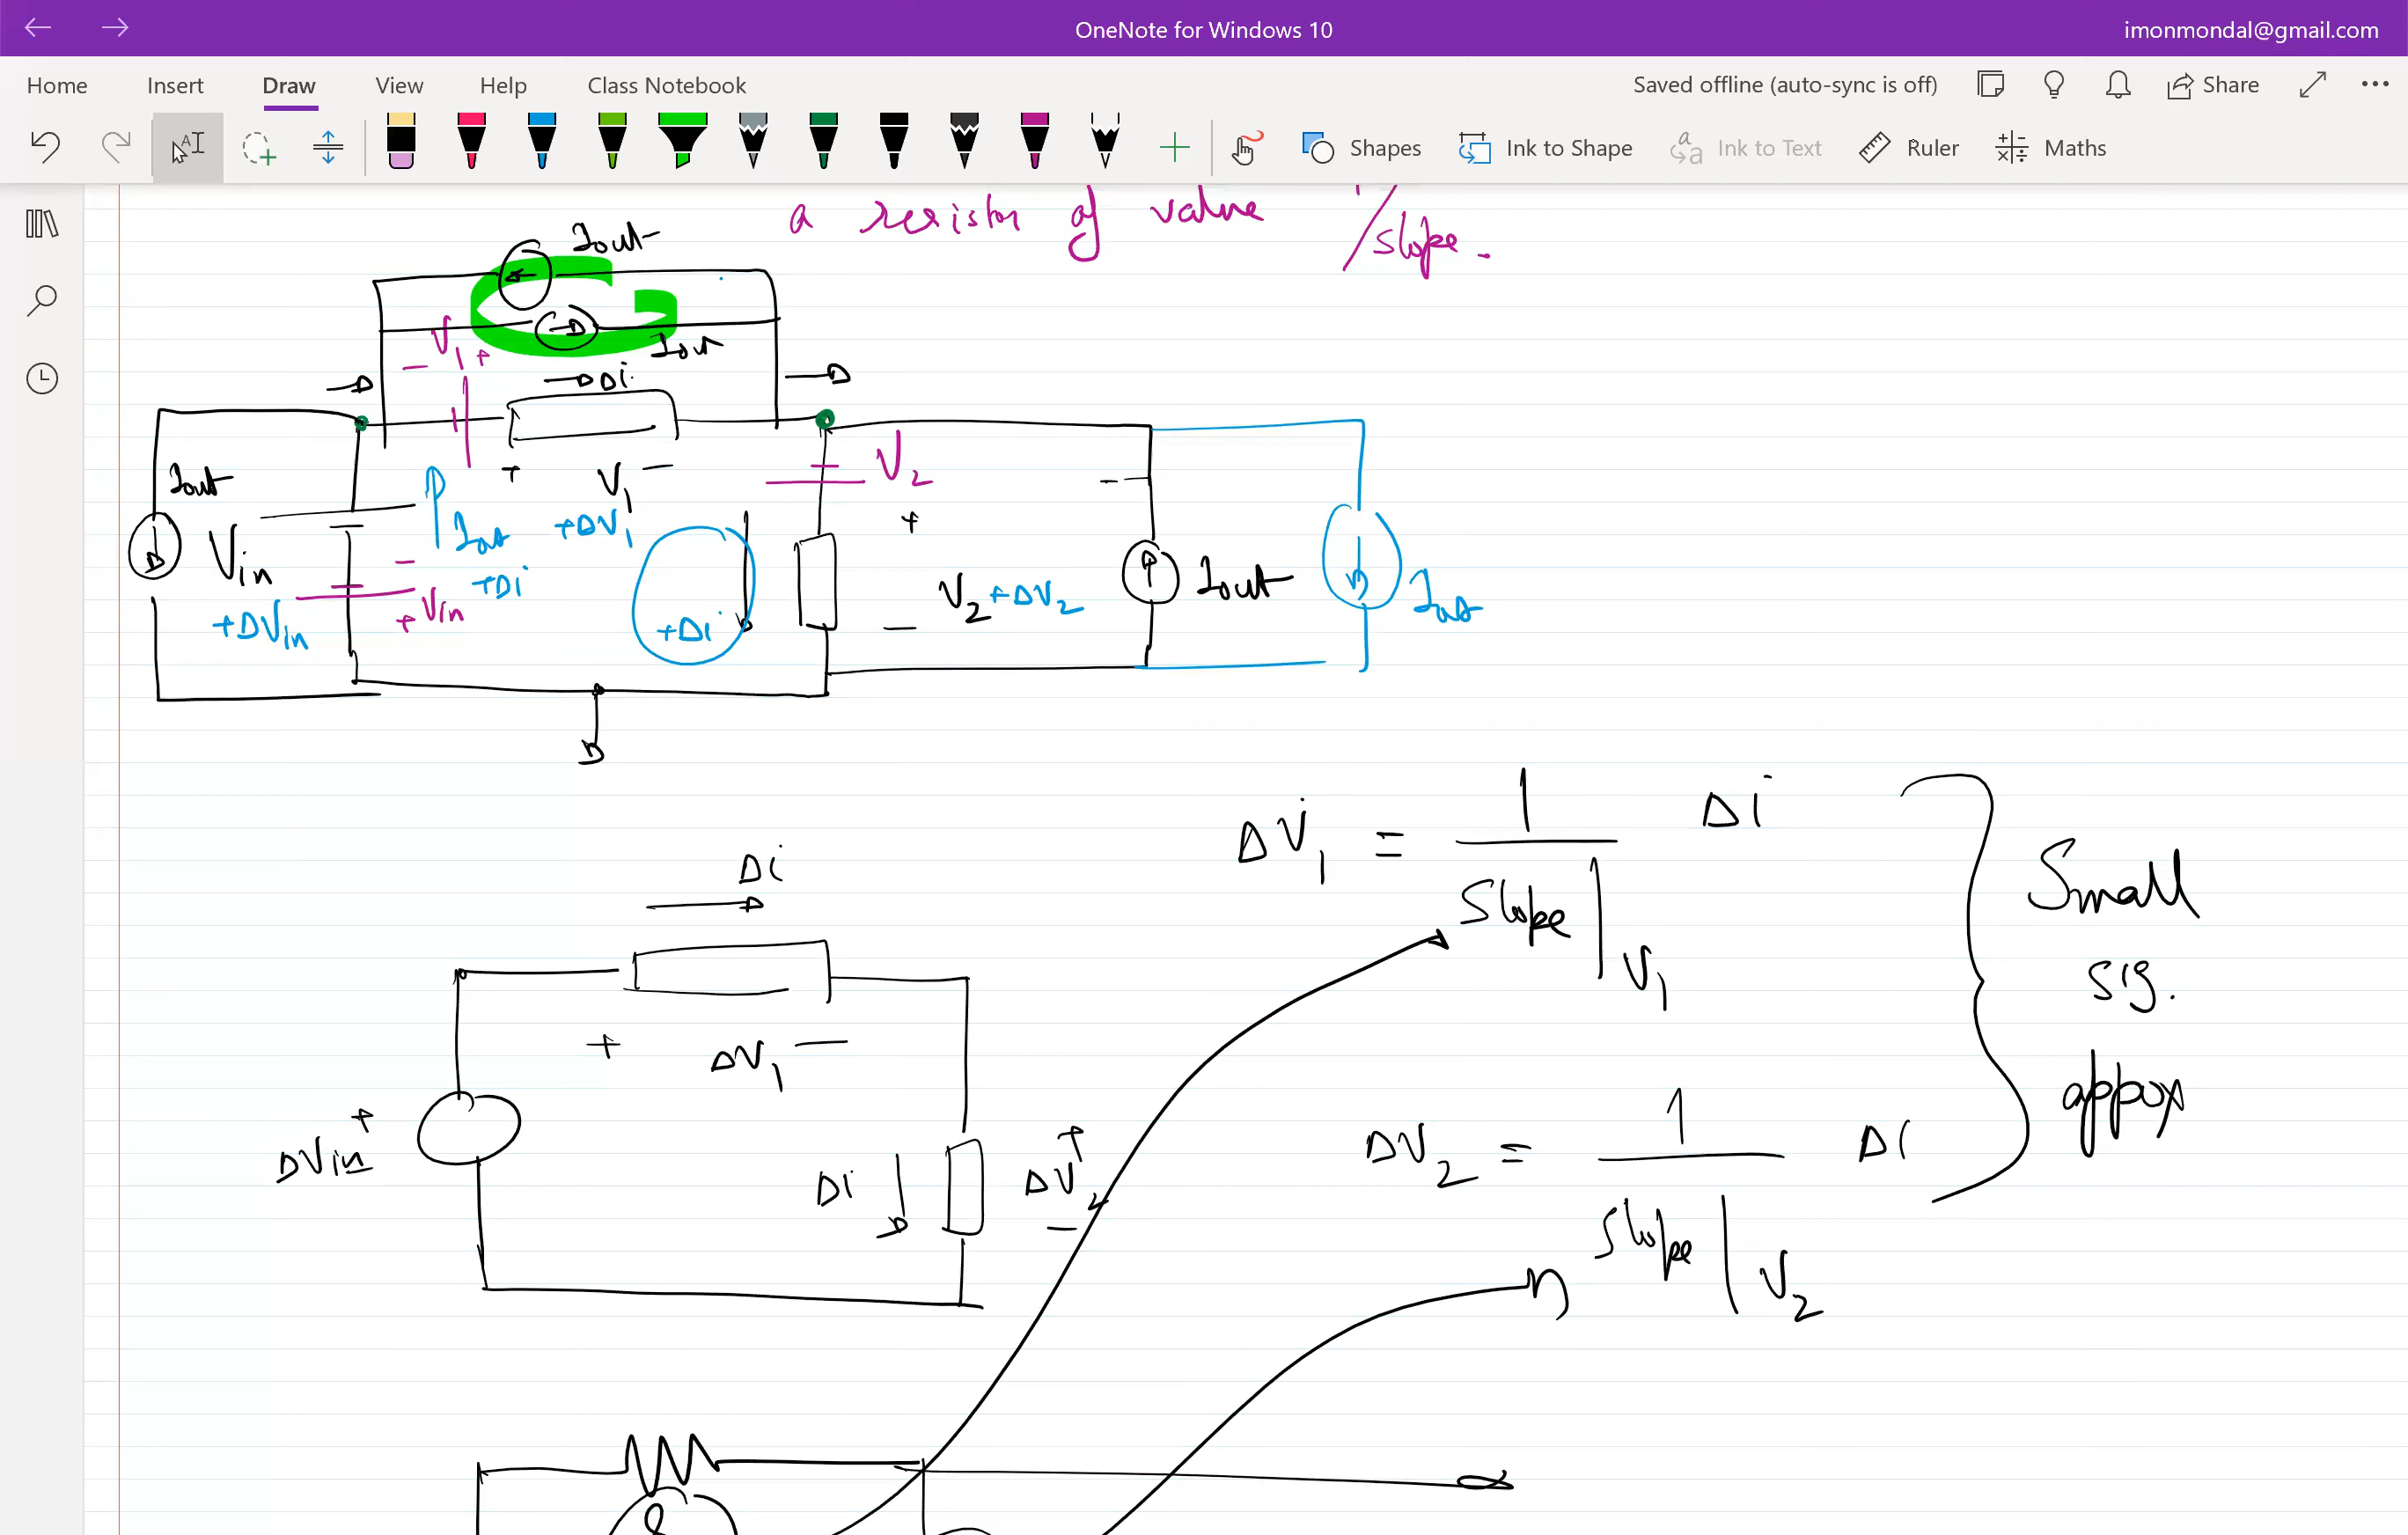 OneNote for Windows 10
imonmondal@gmail.com
Home Insert Draw View Help Class Notebook
Saved offline (auto-sync is off)
Share
Shapes
Ink to Shape
Ink to Text
Ruler
Maths
a resistor of value 1/slope.
Iout
Iout
- V1 +
Δi
Iout
Vin
+ΔVin
- + Vin
Iout
+Δi
+ V1 -
+ΔV1
+Δi
V2
+
V2 +ΔV2
-
Iout
Iout
Δi
+ ΔV1 -
ΔVin
+
Δi
+
ΔV2
-
ΔV1 = 1 / slope|V1 Δi
ΔV2 = 1 / slope|V2 Δi
Small
sig.
appox